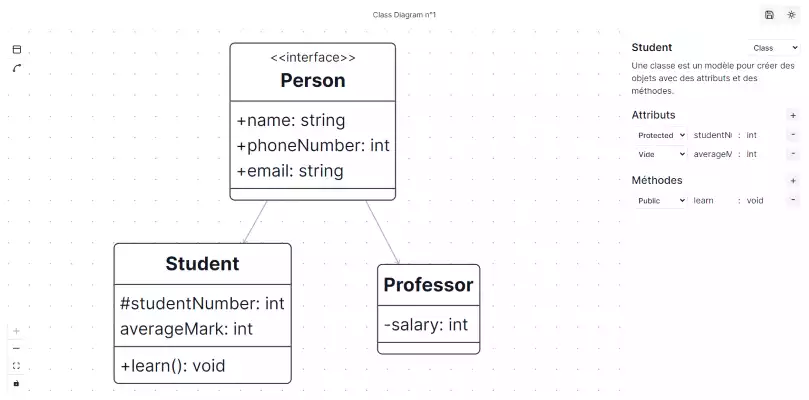 Class Diagram n°1
<<interface>>
Person
+name: string
+phoneNumber: int
+email: string
Student
#studentNumber: int
averageMark: int
+learn(): void
Professor
-salary: int
Student Class
Une classe est un modèle pour créer des
objets avec des attributs et des
méthodes.
Attributs +
Protected studentN : int -
Vide averageM : int -
Méthodes +
Public learn : void -